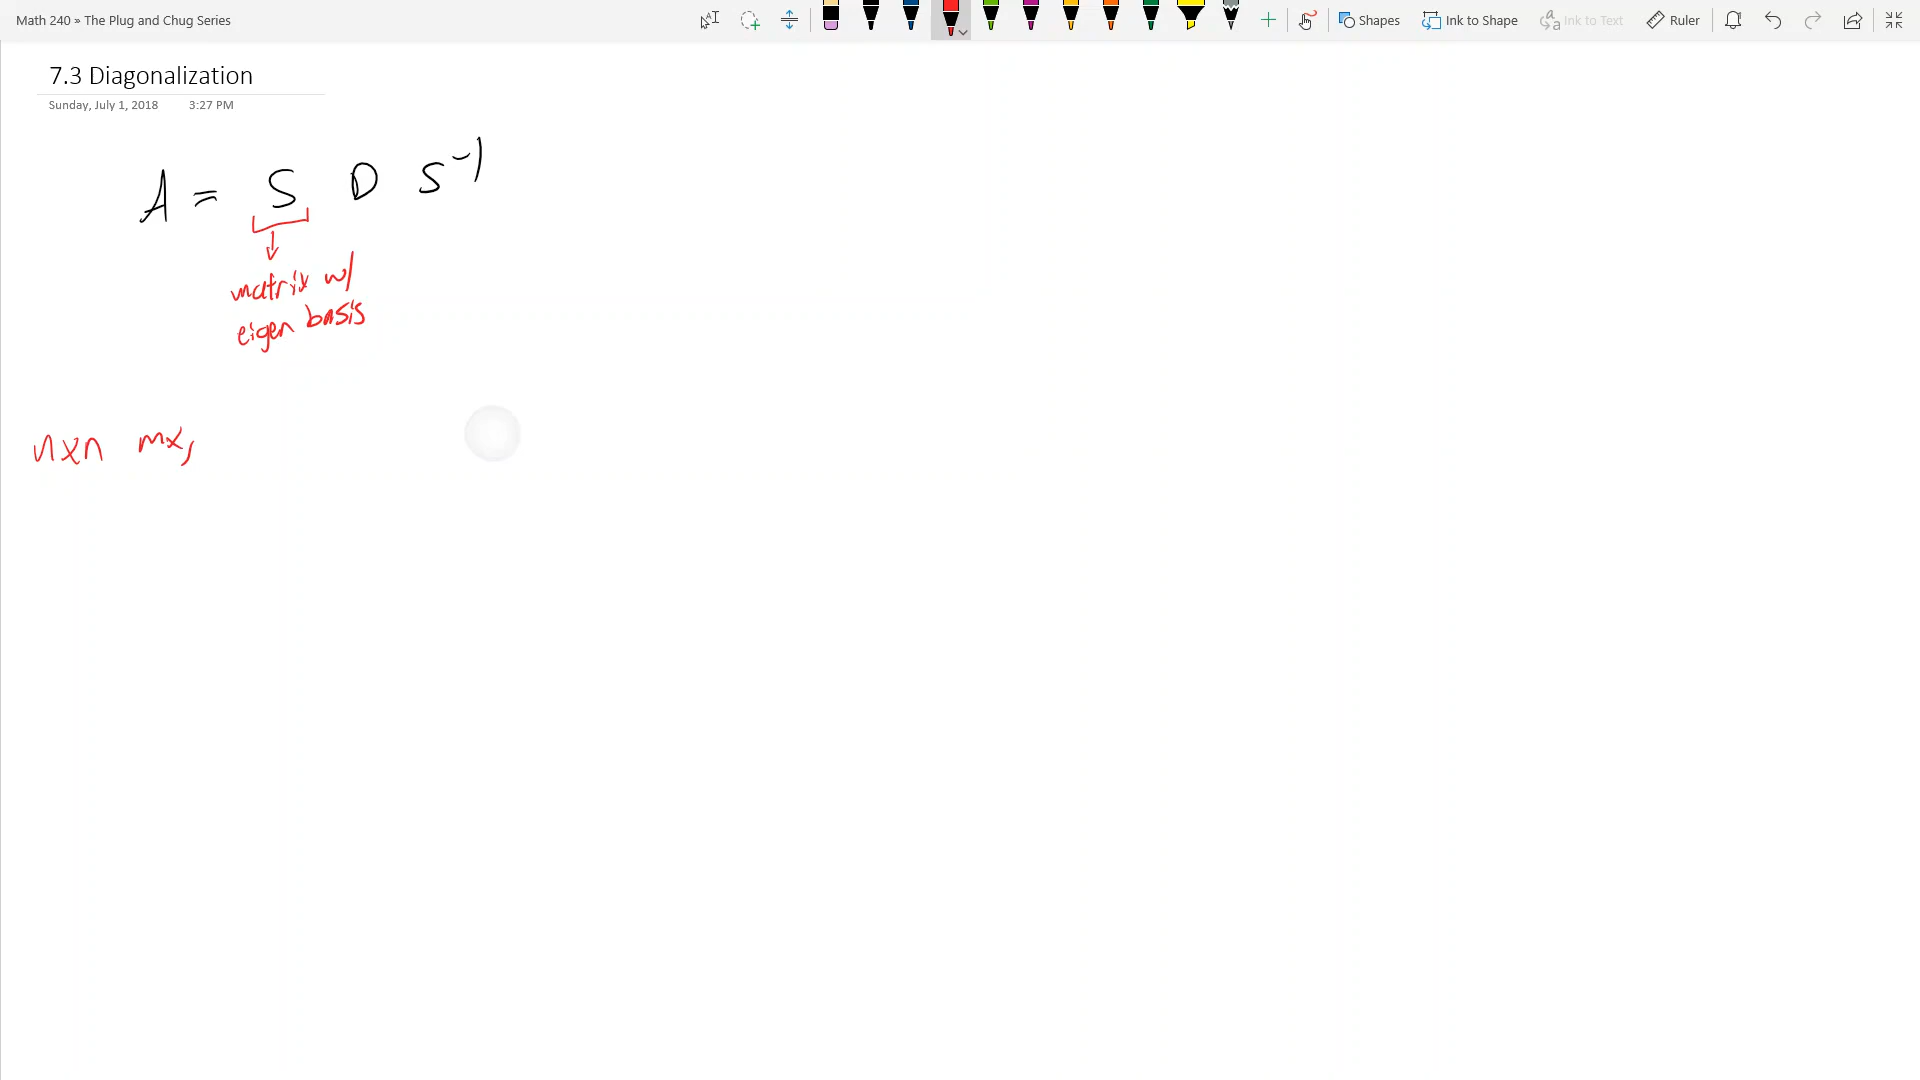 Math 240 » The Plug and Chug Series
Shapes
Ink to Shape
Ink to Text
Ruler
7.3 Diagonalization
Sunday, July 1, 2018 3:27 PM
A = S D S⁻¹
matrix w/
eigen basis
nxn mx,